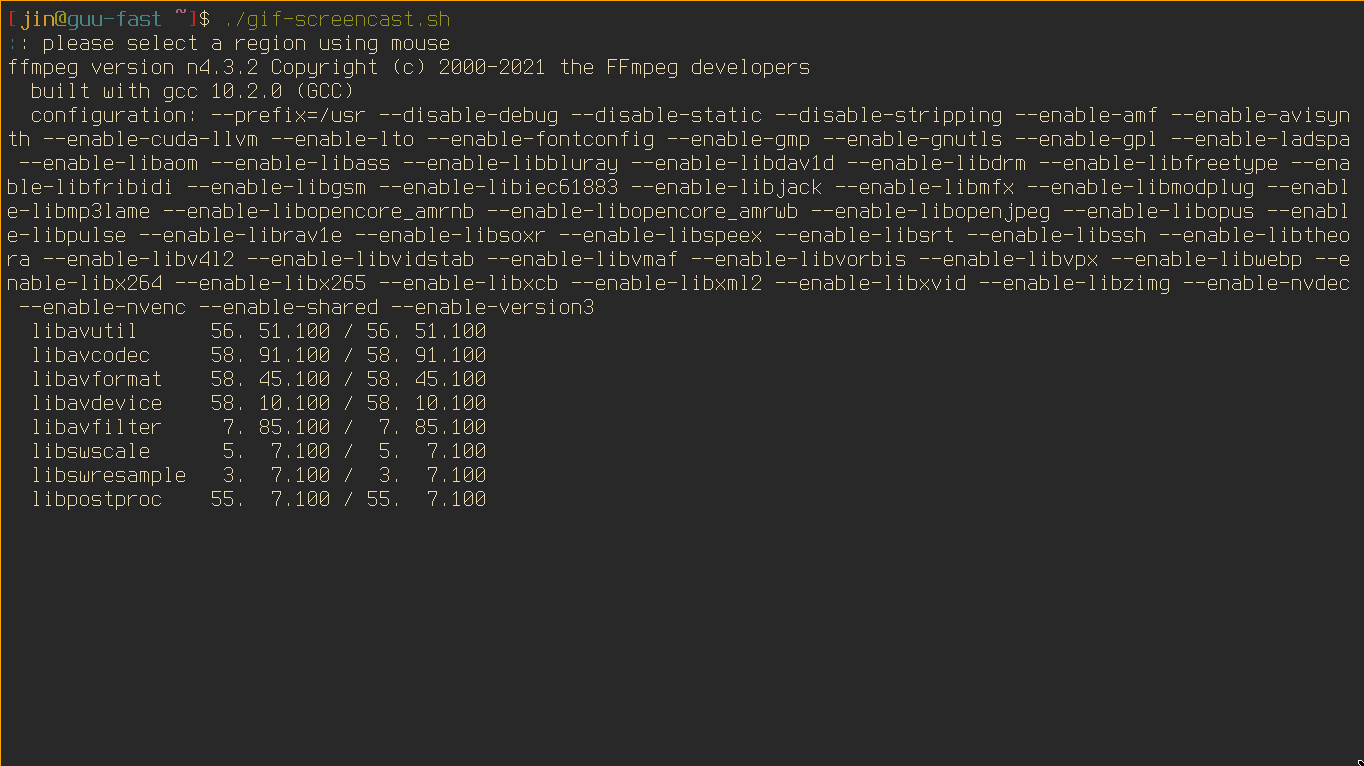 [jin@guu-fast ~]$ ./gif-screencast.sh
:: please select a region using mouse
ffmpeg version n4.3.2 Copyright (c) 2000-2021 the FFmpeg developers
  built with gcc 10.2.0 (GCC)
  configuration: --prefix=/usr --disable-debug --disable-static --disable-stripping --enable-amf --enable-avisyn
th --enable-cuda-llvm --enable-lto --enable-fontconfig --enable-gmp --enable-gnutls --enable-gpl --enable-ladspa
 --enable-libaom --enable-libass --enable-libbluray --enable-libdav1d --enable-libdrm --enable-libfreetype --ena
ble-libfribidi --enable-libgsm --enable-libiec61883 --enable-libjack --enable-libmfx --enable-libmodplug --enabl
e-libmp3lame --enable-libopencore_amrnb --enable-libopencore_amrwb --enable-libopenjpeg --enable-libopus --enabl
e-libpulse --enable-librav1e --enable-libsoxr --enable-libspeex --enable-libsrt --enable-libssh --enable-libtheo
ra --enable-libv4l2 --enable-libvidstab --enable-libvmaf --enable-libvorbis --enable-libvpx --enable-libwebp --e
nable-libx264 --enable-libx265 --enable-libxcb --enable-libxml2 --enable-libxvid --enable-libzimg --enable-nvdec
 --enable-nvenc --enable-shared --enable-version3
  libavutil      56. 51.100 / 56. 51.100
  libavcodec     58. 91.100 / 58. 91.100
  libavformat    58. 45.100 / 58. 45.100
  libavdevice    58. 10.100 / 58. 10.100
  libavfilter     7. 85.100 /  7. 85.100
  libswscale      5.  7.100 /  5.  7.100
  libswresample   3.  7.100 /  3.  7.100
  libpostproc    55.  7.100 / 55.  7.100